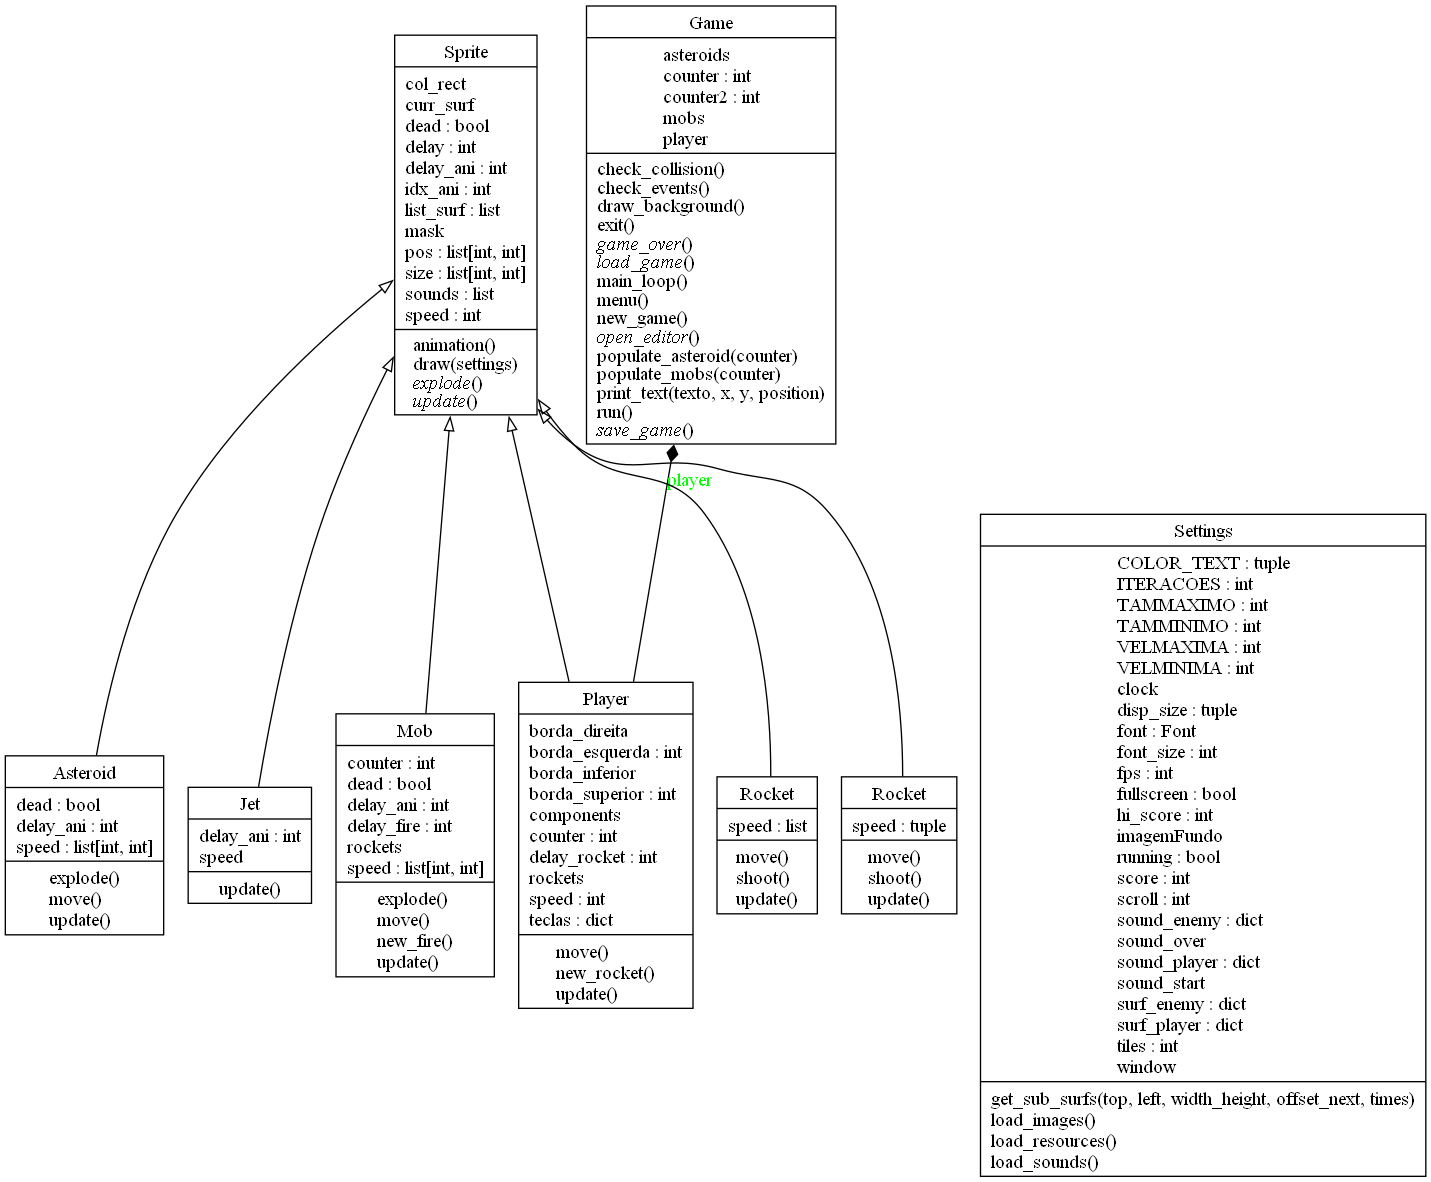 Sprite
col_rect
curr_surf
dead : bool
delay : int
delay_ani : int
idx_ani : int
list_surf : list
mask
pos : list[int, int]
size : list[int, int]
sounds : list
speed : int
animation()
draw(settings)
explode()
update()
Game
asteroids
counter : int
counter2 : int
mobs
player
check_collision()
check_events()
draw_background()
exit()
game_over()
load_game()
main_loop()
menu()
new_game()
open_editor()
populate_asteroid(counter)
populate_mobs(counter)
print_text(texto, x, y, position)
run()
save_game()
player
Asteroid
dead : bool
delay_ani : int
speed : list[int, int]
explode()
move()
update()
Jet
delay_ani : int
speed
update()
Mob
counter : int
dead : bool
delay_ani : int
delay_fire : int
rockets
speed : list[int, int]
explode()
move()
new_fire()
update()
Player
borda_direita
borda_esquerda : int
borda_inferior
borda_superior : int
components
counter : int
delay_rocket : int
rockets
speed : int
teclas : dict
move()
new_rocket()
update()
Rocket
speed : list
move()
shoot()
update()
Rocket
speed : tuple
move()
shoot()
update()
Settings
COLOR_TEXT : tuple
ITERACOES : int
TAMMAXIMO : int
TAMMINIMO : int
VELMAXIMA : int
VELMINIMA : int
clock
disp_size : tuple
font : Font
font_size : int
fps : int
fullscreen : bool
hi_score : int
imagemFundo
running : bool
score : int
scroll : int
sound_enemy : dict
sound_over
sound_player : dict
sound_start
surf_enemy : dict
surf_player : dict
tiles : int
window
get_sub_surfs(top, left, width_height, offset_next, times)
load_images()
load_resources()
load_sounds()